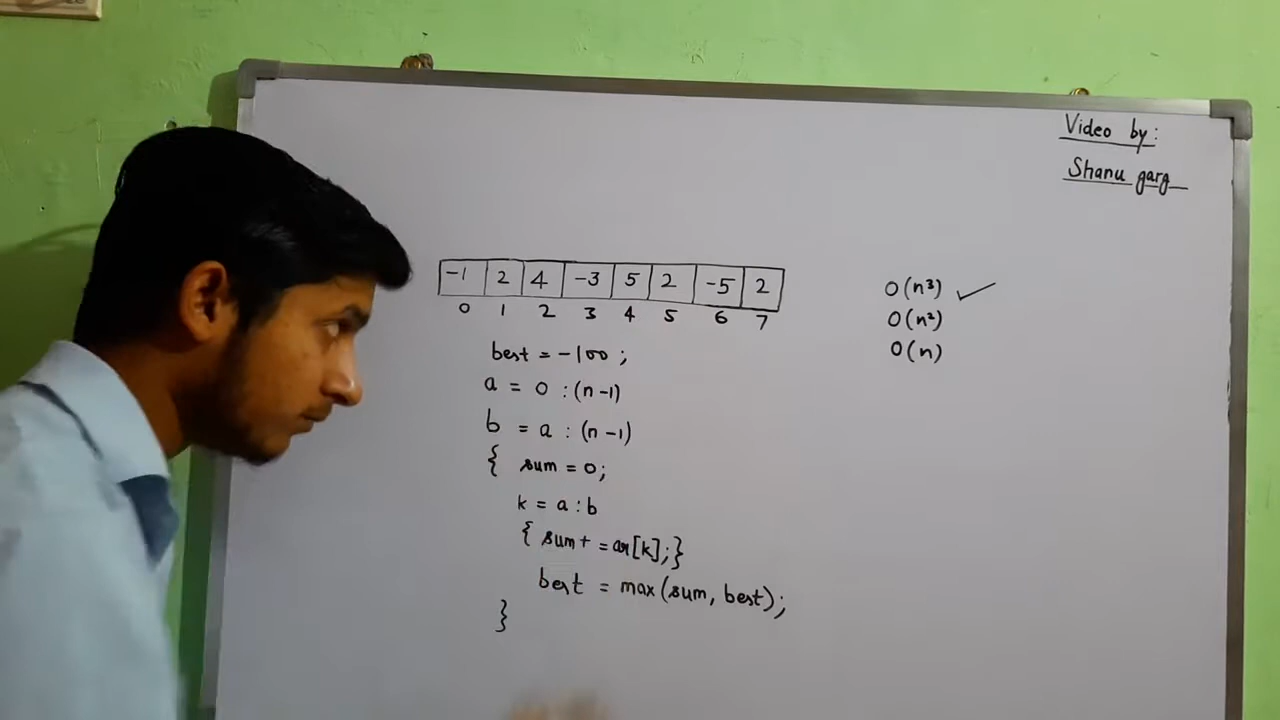 Video by:
Shanu garg
-1 2 4 -3 5 2 -5 2
0 1 2 3 4 5 6 7
O(n³) ✓
O(n²)
O(n)
best = -100 ;
a = 0 : (n-1)
b = a : (n-1)
{ sum = 0;
k = a : b
{ sum+ = ar[k];}
best = max(sum, best);
}